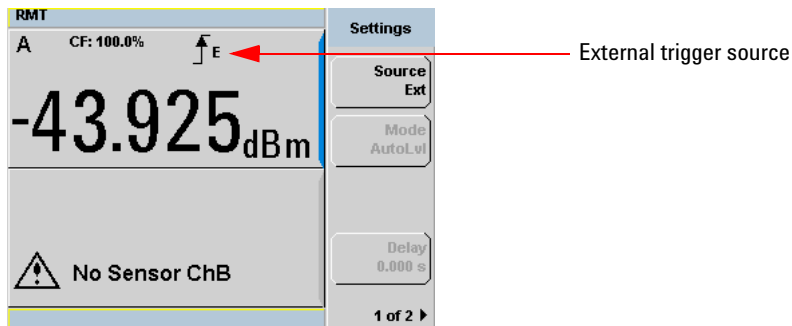 RMT
Settings
A
CF: 100.0%
E
External trigger source
Source
Ext
-43.925dBm
Mode
AutoLvl
Delay
0.000 s
No Sensor ChB
1 of 2